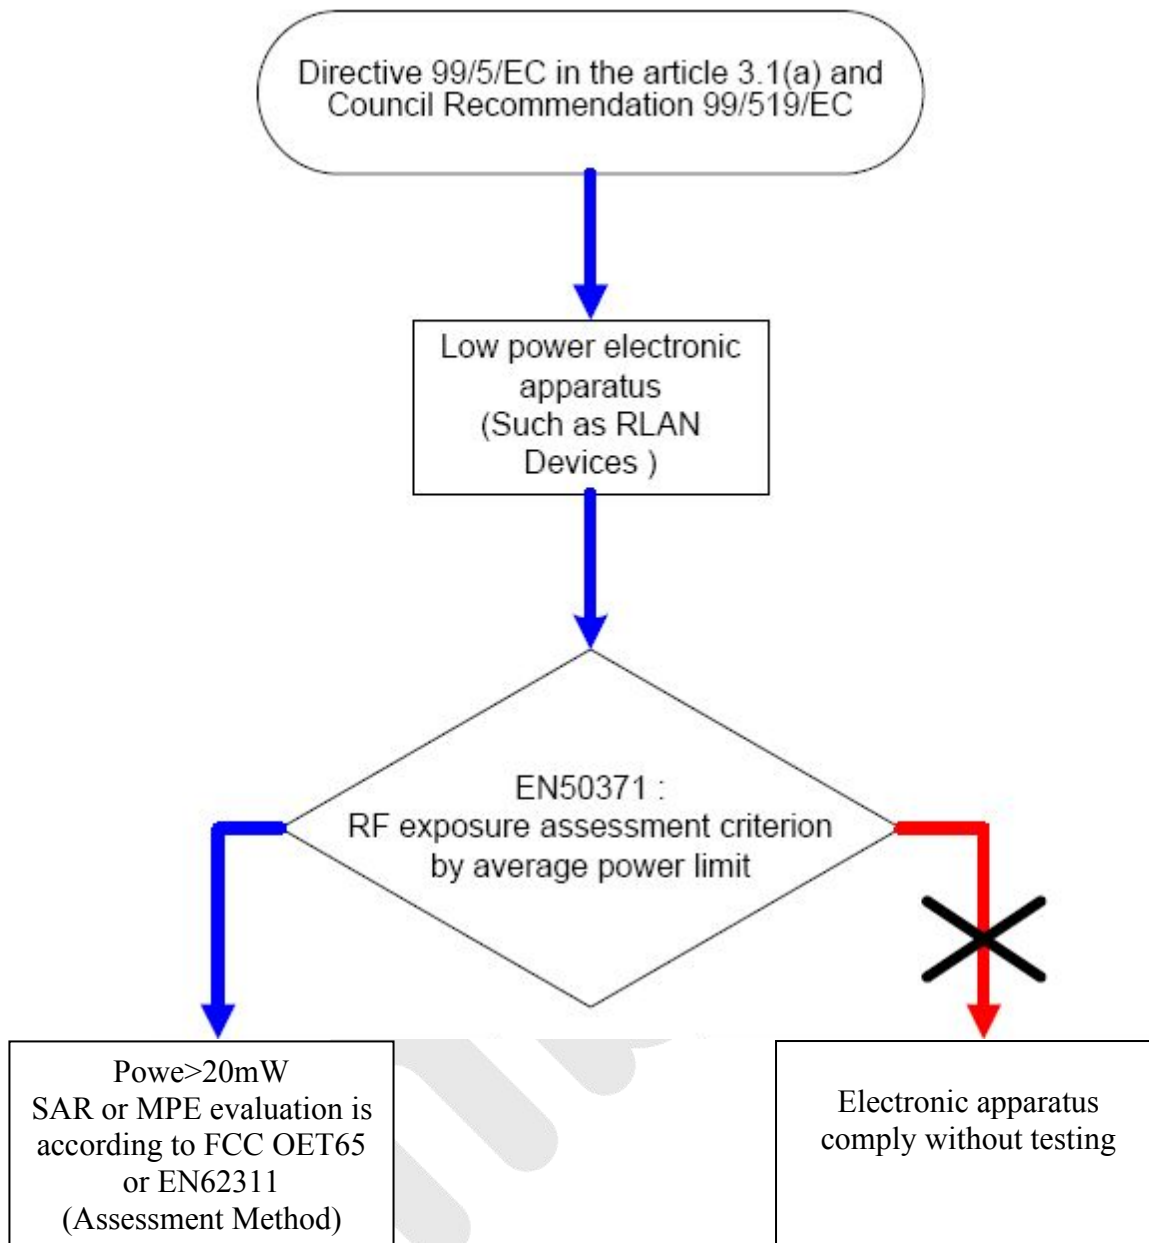 Directive 99/5/EC in the article 3.1(a) and
Council Recommendation 99/519/EC
Low power electronic
apparatus
(Such as RLAN
Devices )
EN50371 :
RF exposure assessment criterion
by average power limit
Powe>20mW
SAR or MPE evaluation is
according to FCC OET65
or EN62311
(Assessment Method)
Electronic apparatus
comply without testing